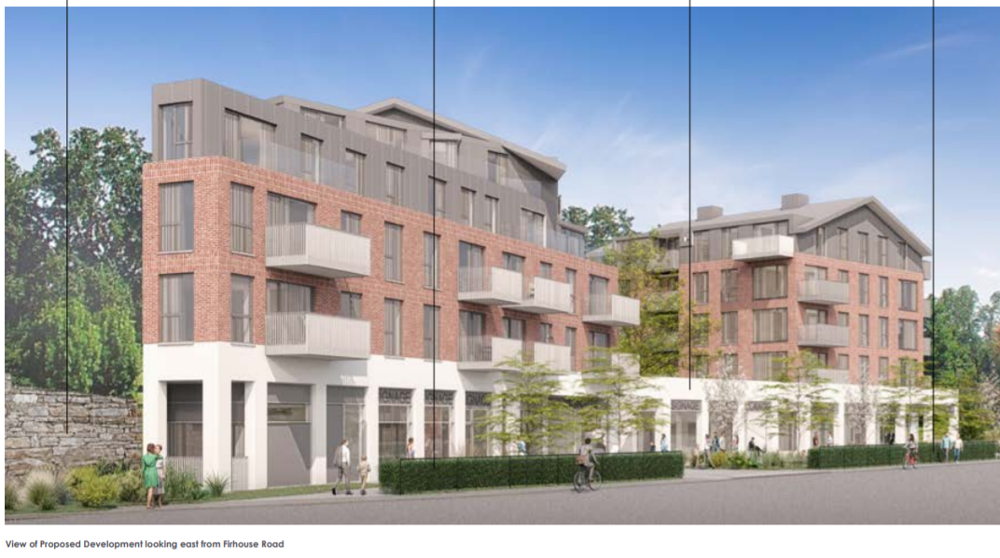 SIGNAGE
SIGNAGE
SIGNAGE
SIGNAGE
View of Proposed Development looking east from Firhouse Road